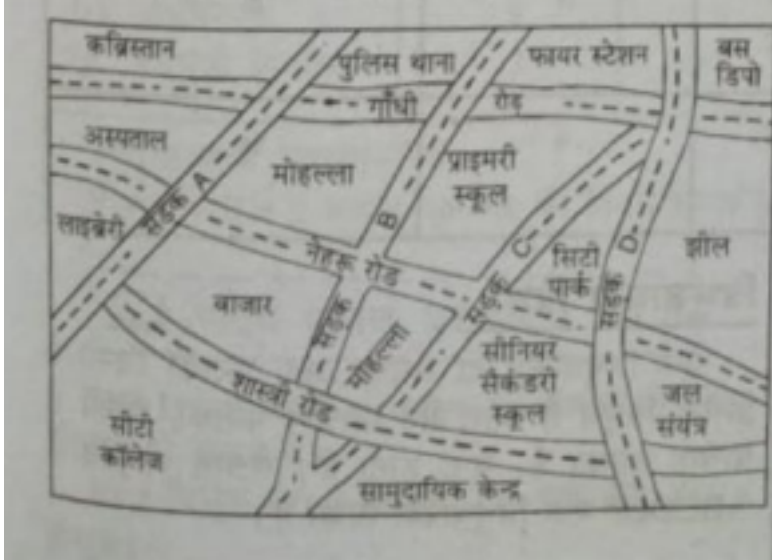 कब्रिस्तान
पुलिस थाना
फायर स्टेशन
बस
डिपो
गाँधी रोड़
अस्पताल
मोहल्ला
प्राइमरी
स्कूल
सड़क A
लाइब्रेरी
सड़क B
नेहरू रोड़
सड़क C
सिटी
पार्क
सड़क D
झील
बाजार
मोहल्ला
सीनियर
सैकंडरी
स्कूल
शास्त्री रोड़
जल
संयंत्र
सीटी
कॉलेज
सामुदायिक केन्द्र